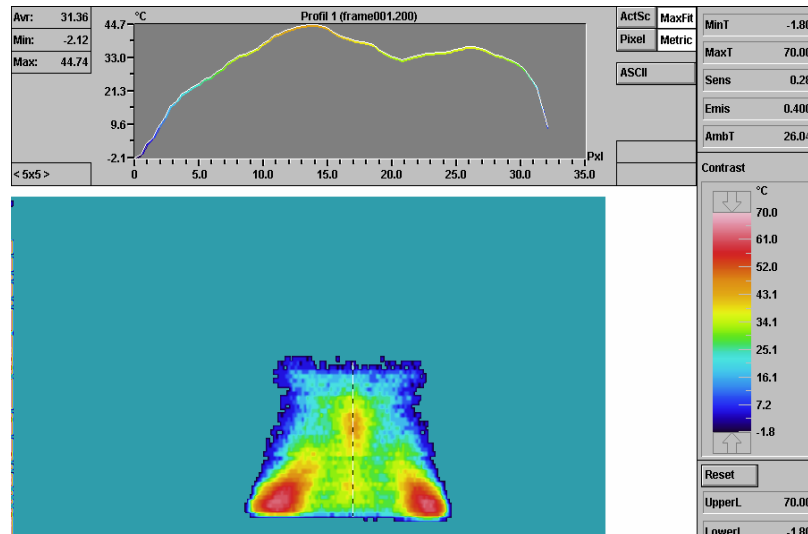 Avr: 31.36
Min: -2.12
Max: 44.74
< 5x5 >
°C
Profil 1 (frame001.200)
44.7
33.0
21.3
9.6
-2.1
0 5.0 10.0 15.0 20.0 25.0 30.0 35.0
Pxl
ActSc MaxFit
Pixel Metric
ASCII
MinT -1.80
MaxT 70.00
Sens 0.20
Emis 0.400
AmbT 26.04
Contrast
°C
70.0
61.0
52.0
43.1
34.1
25.1
16.1
7.2
-1.8
Reset
UpperL 70.00
LowerL -1.80